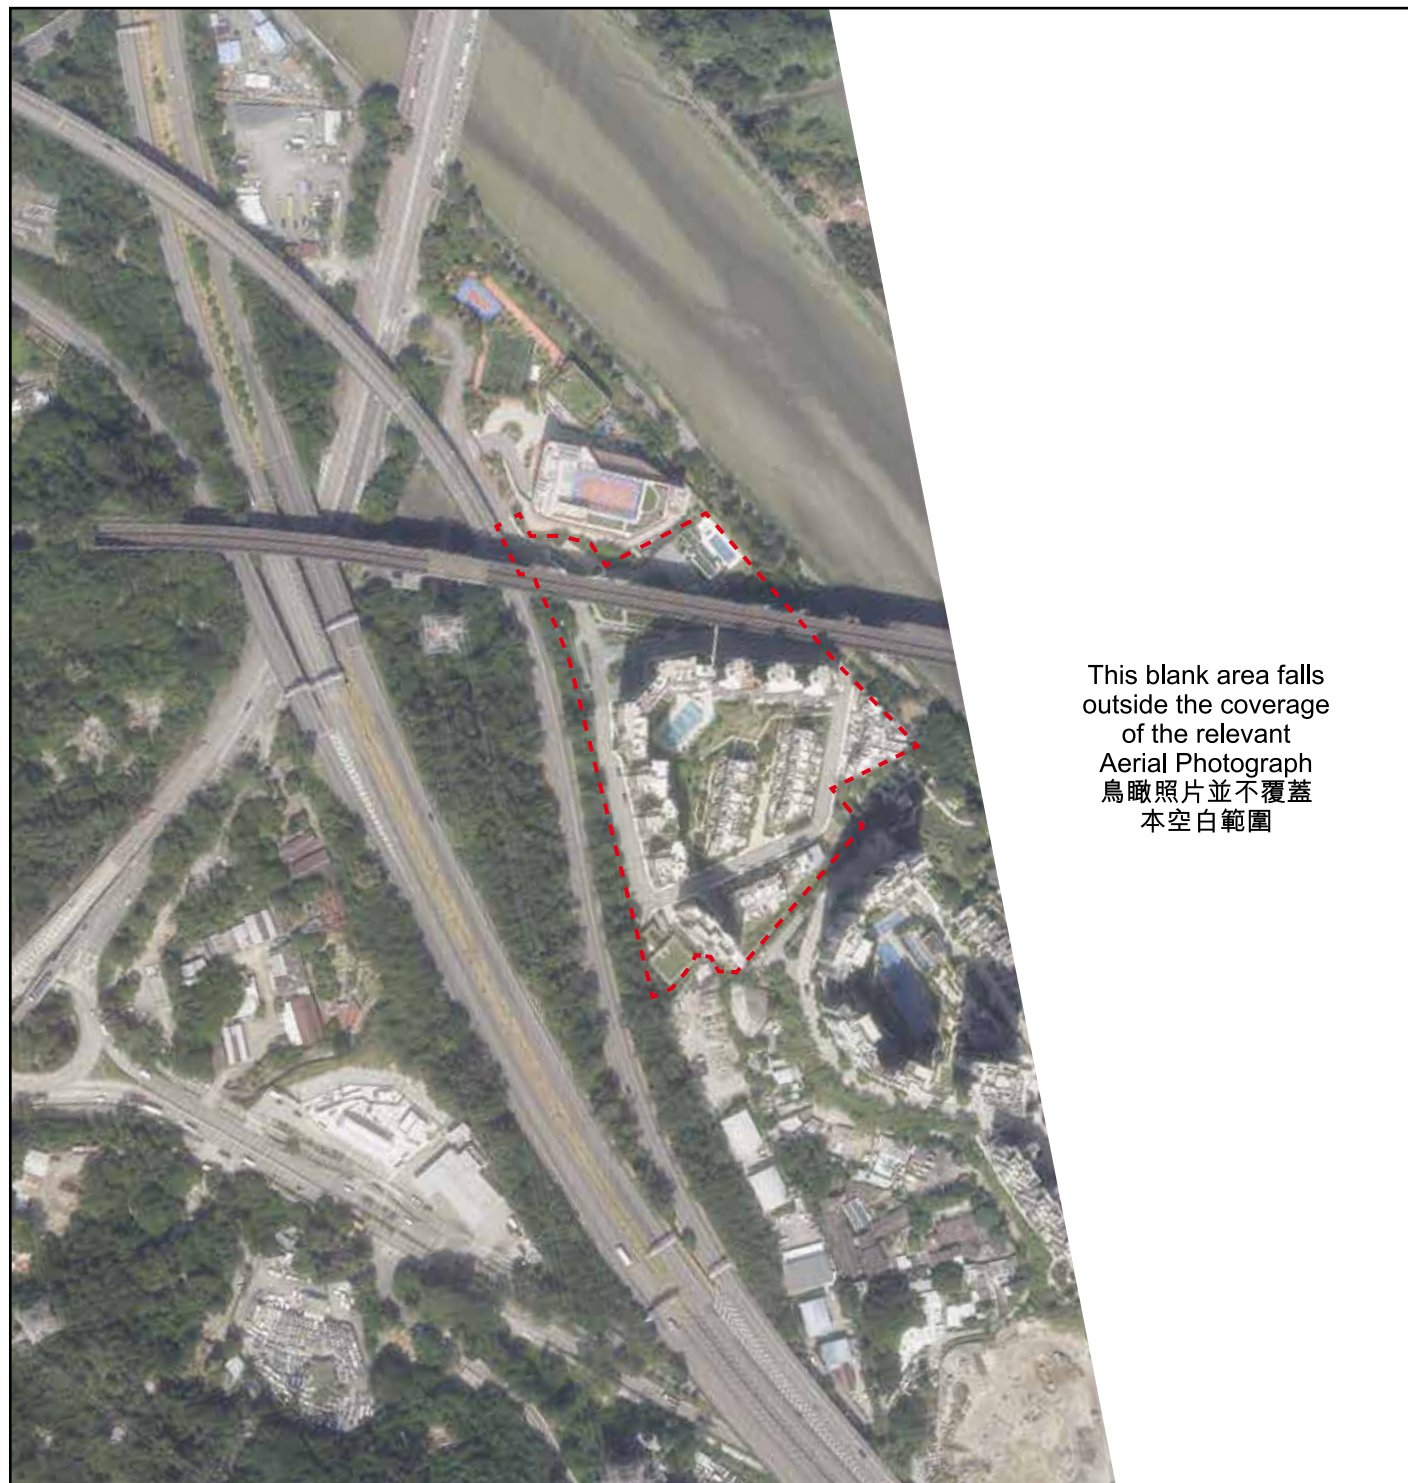 This blank area falls
outside the coverage
of the relevant
Aerial Photograph
鳥瞰照片並不覆蓋
本空白範圍